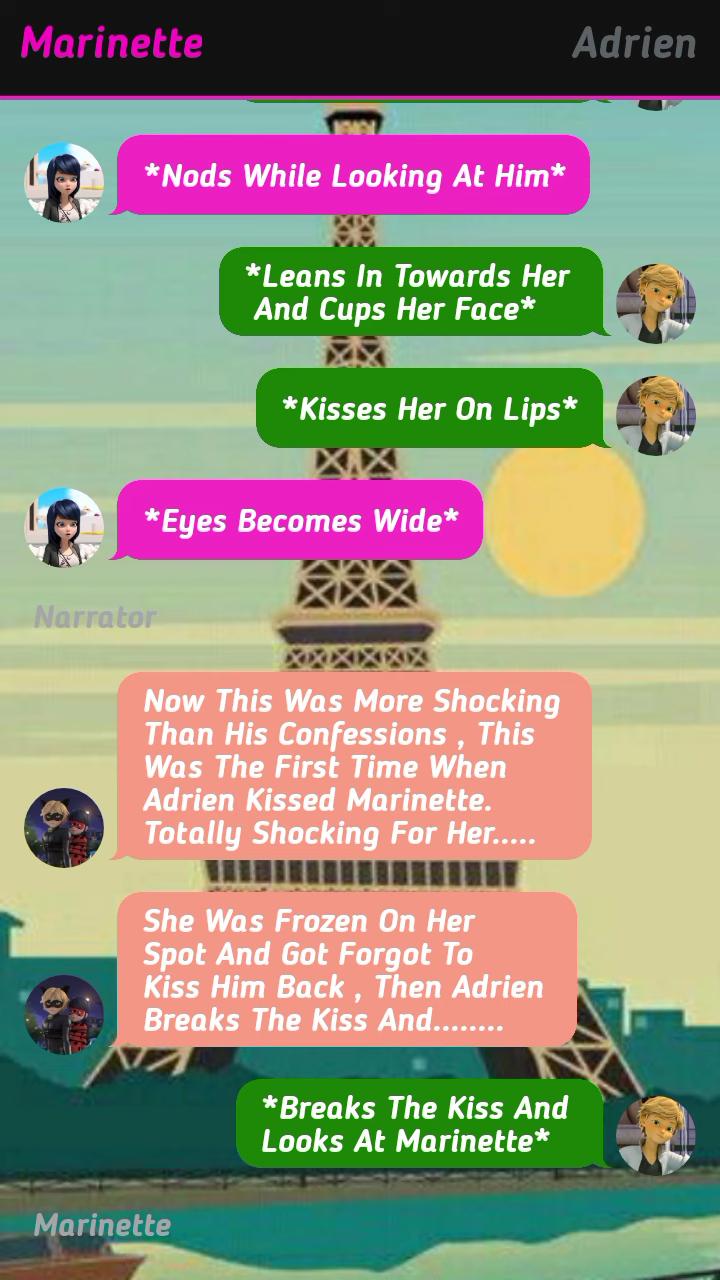 Marinette Adrien
*Nods While Looking At Him*
*Leans In Towards Her
And Cups Her Face*
*Kisses Her On Lips*
*Eyes Becomes Wide*
Narrator
Now This Was More Shocking
Than His Confessions , This
Was The First Time When
Adrien Kissed Marinette.
Totally Shocking For Her.....
She Was Frozen On Her
Spot And Got Forgot To
Kiss Him Back , Then Adrien
Breaks The Kiss And........
*Breaks The Kiss And
Looks At Marinette*
Marinette